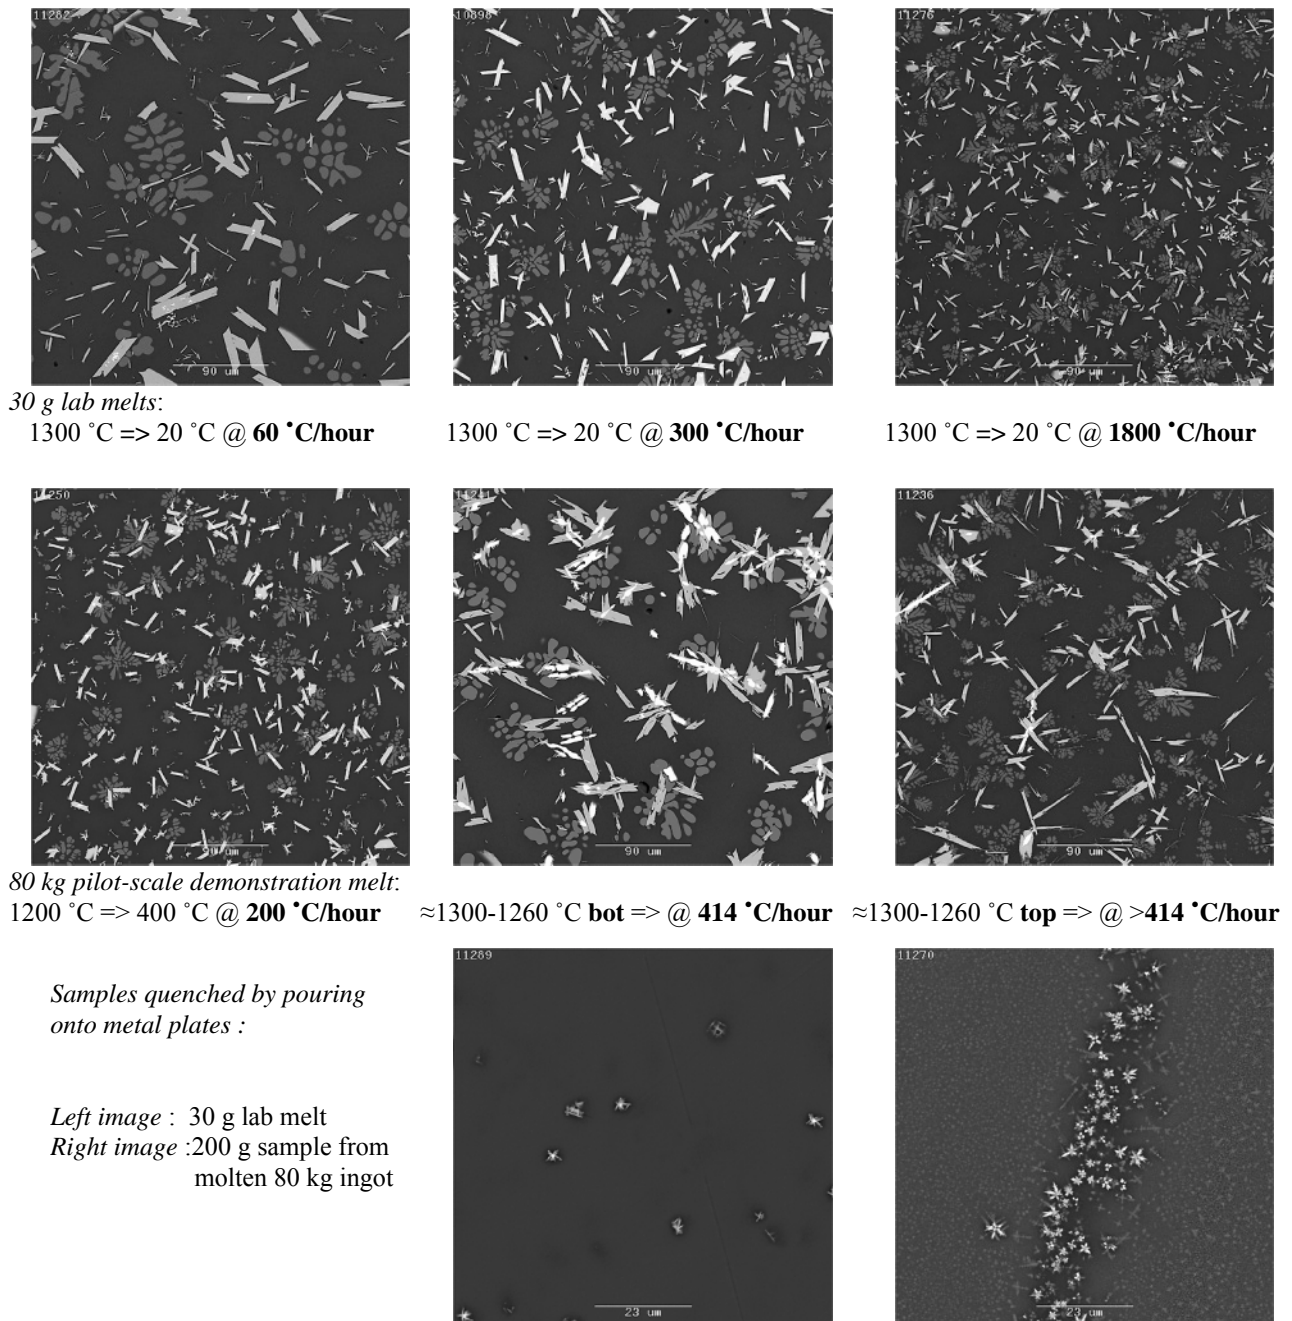 11282 10898 11276
90 um 90 um 90 um
30 g lab melts:
1300 ˚C => 20 ˚C @ 60 ˚C/hour 1300 ˚C => 20 ˚C @ 300 ˚C/hour 1300 ˚C => 20 ˚C @ 1800 ˚C/hour
11250 11241 11236
90 um 90 um 90 um
80 kg pilot-scale demonstration melt:
1200 ˚C => 400 ˚C @ 200 ˚C/hour ≈1300-1260 ˚C bot => @ 414 ˚C/hour ≈1300-1260 ˚C top => @ >414 ˚C/hour
11269 11270
Samples quenched by pouring
onto metal plates :
Left image : 30 g lab melt
Right image :200 g sample from
molten 80 kg ingot
23 um 23 um